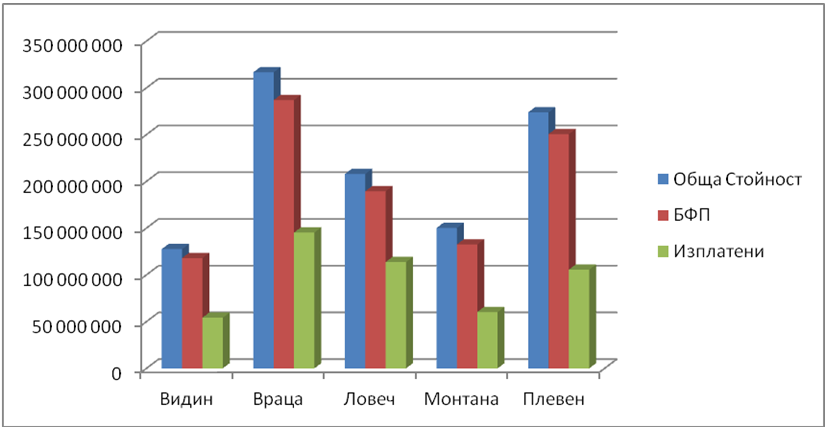 350 000 000
300 000 000
250 000 000
200 000 000
150 000 000
100 000 000
50 000 000
0
Видин Враца Ловеч Монтана Плевен
Обща Стойност
БФП
Изплатени